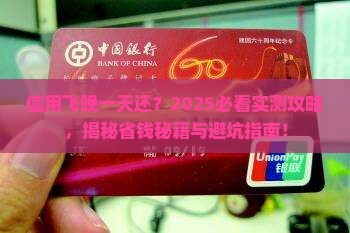 中国银行
BANK OF CHINA
信用飞晚一天还？2025必看实测攻略
，揭秘省钱秘籍与避坑指南！
09/19
UnionPay
银联